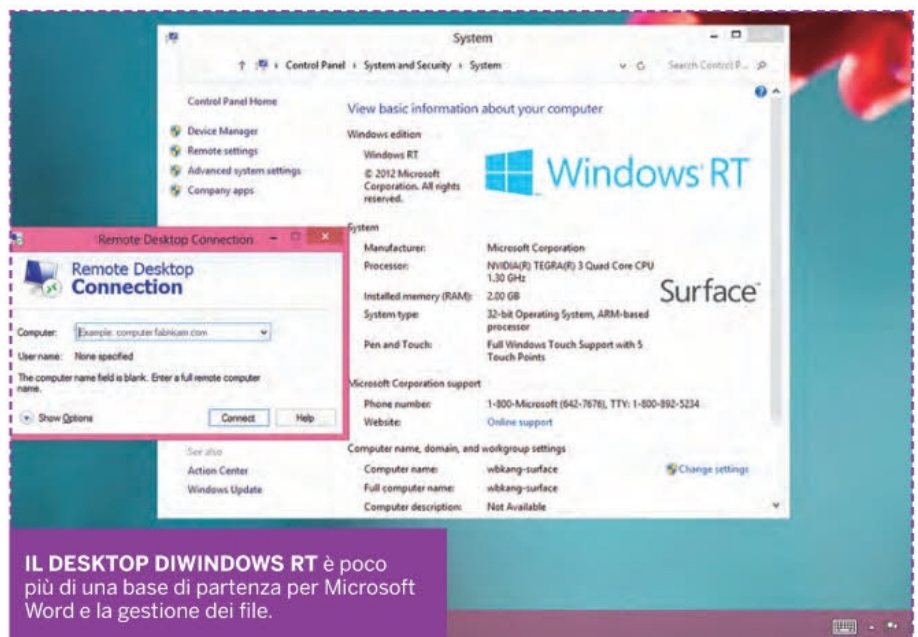 System
Control Panel System and Security System
Search Control P...
Control Panel Home
Device Manager
Remote settings
Advanced system settings
Company apps
View basic information about your computer
Windows edition
Windows RT
© 2012 Microsoft
Corporation. All rights
reserved.
Windows RT
System
Manufacturer: Microsoft Corporation
Processor: NVIDIA(R) TEGRA(R) 3 Quad Core CPU
1.30 GHz
Installed memory (RAM): 2.00 GB
System type: 32-bit Operating System, ARM-based
processor
Pen and Touch: Full Windows Touch Support with 5
Touch Points
Surface
Microsoft Corporation support
Phone number: 1-800-Microsoft (642-7676), TTY: 1-800-892-5234
Website: Online support
Computer name, domain, and workgroup settings
Computer name: wbkang-surface
Change settings
Full computer name: wbkang-surface
Computer description: Not Available
See also
Action Center
Windows Update
Remote Desktop Connection
Remote Desktop
Connection
Computer: Example: computer.fabrikam.com
User name: None specified
The computer name field is blank. Enter a full remote computer
name.
Show Options
Connect
Help
IL DESKTOP DIWINDOWS RT è poco
più di una base di partenza per Microsoft
Word e la gestione dei file.